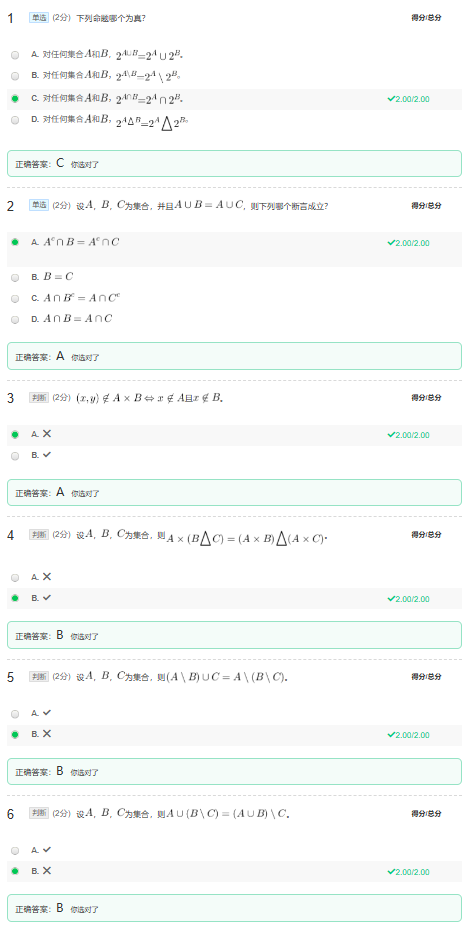 1 单选 (2分) 下列命题哪个为真? 得分/总分
A. 对任何集合A和B，2^{A∪B}=2^A ∪ 2^B。
B. 对任何集合A和B，2^{A\B}=2^A \ 2^B。
C. 对任何集合A和B，2^{A∩B}=2^A ∩ 2^B。 ✓2.00/2.00
D. 对任何集合A和B，2^{A△B}=2^A △ 2^B。
正确答案：C 你选对了
2 单选 (2分) 设A，B，C为集合，并且A ∪ B = A ∪ C，则下列哪个断言成立? 得分/总分
A. A^c ∩ B = A^c ∩ C ✓2.00/2.00
B. B = C
C. A ∩ B^c = A ∩ C^c
D. A ∩ B = A ∩ C
正确答案：A 你选对了
3 判断 (2分) (x, y) ∉ A × B ⇔ x ∉ A且x ∉ B。 得分/总分
A. ✕ ✓2.00/2.00
B. ✓
正确答案：A 你选对了
4 判断 (2分) 设A，B，C为集合，则A × (B △ C) = (A × B) △ (A × C)。 得分/总分
A. ✕
B. ✓ ✓2.00/2.00
正确答案：B 你选对了
5 判断 (2分) 设A，B，C为集合，则(A \ B) ∪ C = A \ (B \ C)。 得分/总分
A. ✓
B. ✕ ✓2.00/2.00
正确答案：B 你选对了
6 判断 (2分) 设A，B，C为集合，则A ∪ (B \ C) = (A ∪ B) \ C。 得分/总分
A. ✓
B. ✕ ✓2.00/2.00
正确答案：B 你选对了